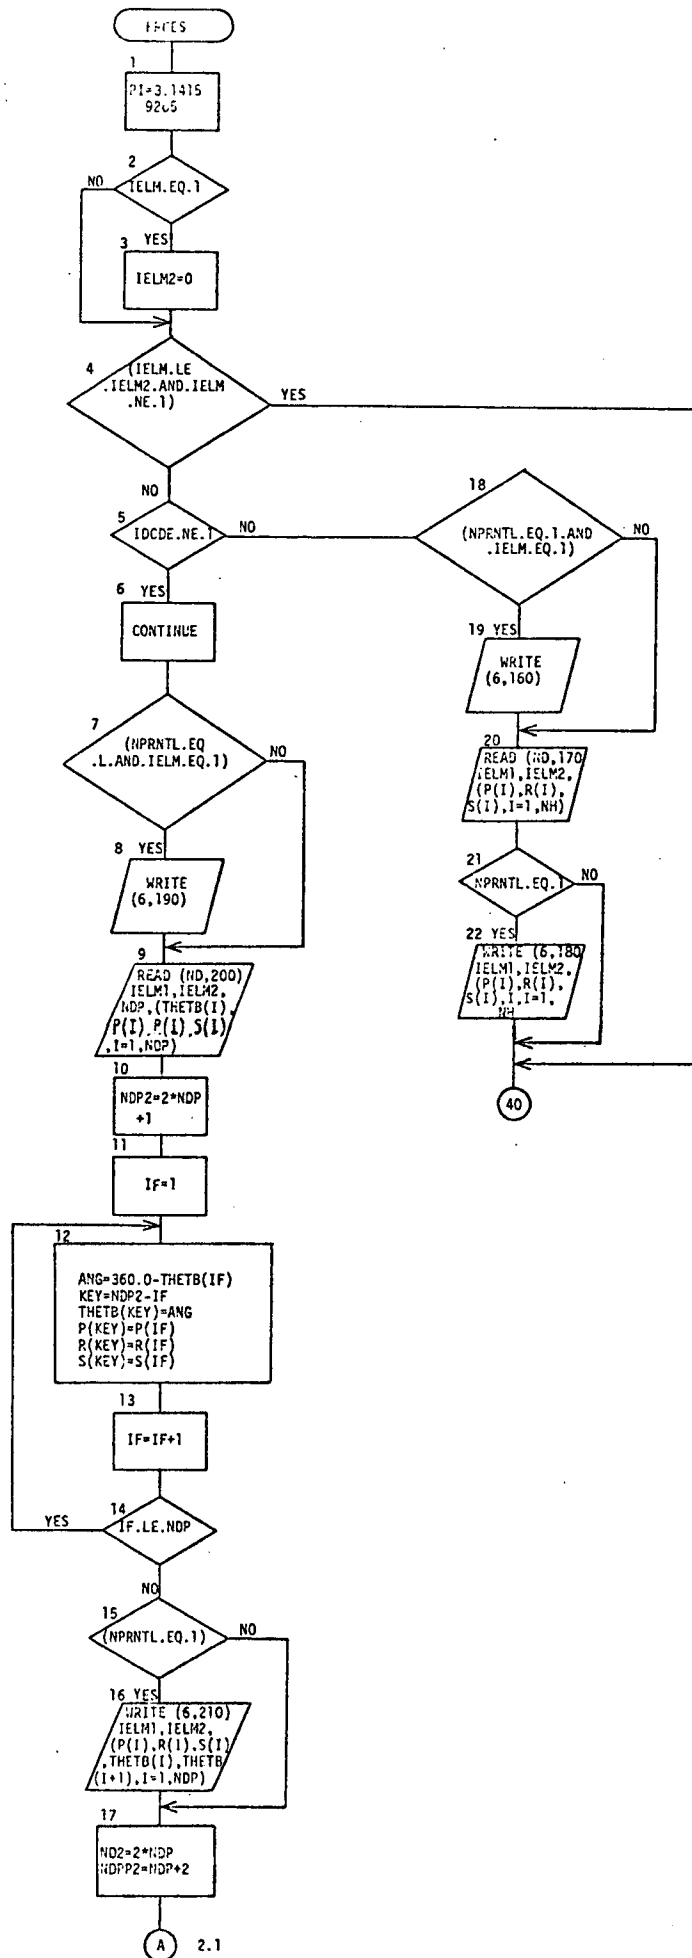 1
PI=3.1415
2
NO
IELM.EQ.1
YES
3
IELM2=0
4
(IELM.LE
.IELM2.AND.IELM
.NE.1)
YES
NO
5
IDCDE.NE.1
NO
6 YES
CONTINUE
7
(NPRNTL.EQ
.L.AND.IELM.EQ.1)
NO
8 YES
WRITE
(6,190)
9
READ (ND,200)
IELM1,IELM2,
NDP,(THETB(I),
P(I),P(I),S(I)
,I=1,NDP)
10
NDP2=2*NDP
+1
11
IF=1
12
ANG=360.0-THETB(IF)
KEY=NDP2-IF
THETB(KEY)=ANG
P(KEY)=P(IF)
R(KEY)=R(IF)
S(KEY)=S(IF)
13
IF=IF+1
14
YES
IF.LE.NDP
NO
15
(NPRNTL.EQ.1)
NO
16 YES
WRITE (6,210)
IELM1,IELM2,
(P(I),R(I),S(I)
,THETB(I),THETB
(I+1),I=1,NDP)
17
ND2=2*NDP
NDPP2=NDP+2
A 2.1
18
(NPRNTL.EQ.1.AND
.IELM.EQ.1)
NO
19 YES
WRITE
(6,160)
20
READ (ND,170
IELM1,IELM2,
(P(I),R(I),
S(I),I=1,NH)
21
NPRNTL.EQ.1
NO
22 YES
WRITE (6,180
IELM1,IELM2,
(P(I),R(I),
S(I),I,I=1,
NH
40